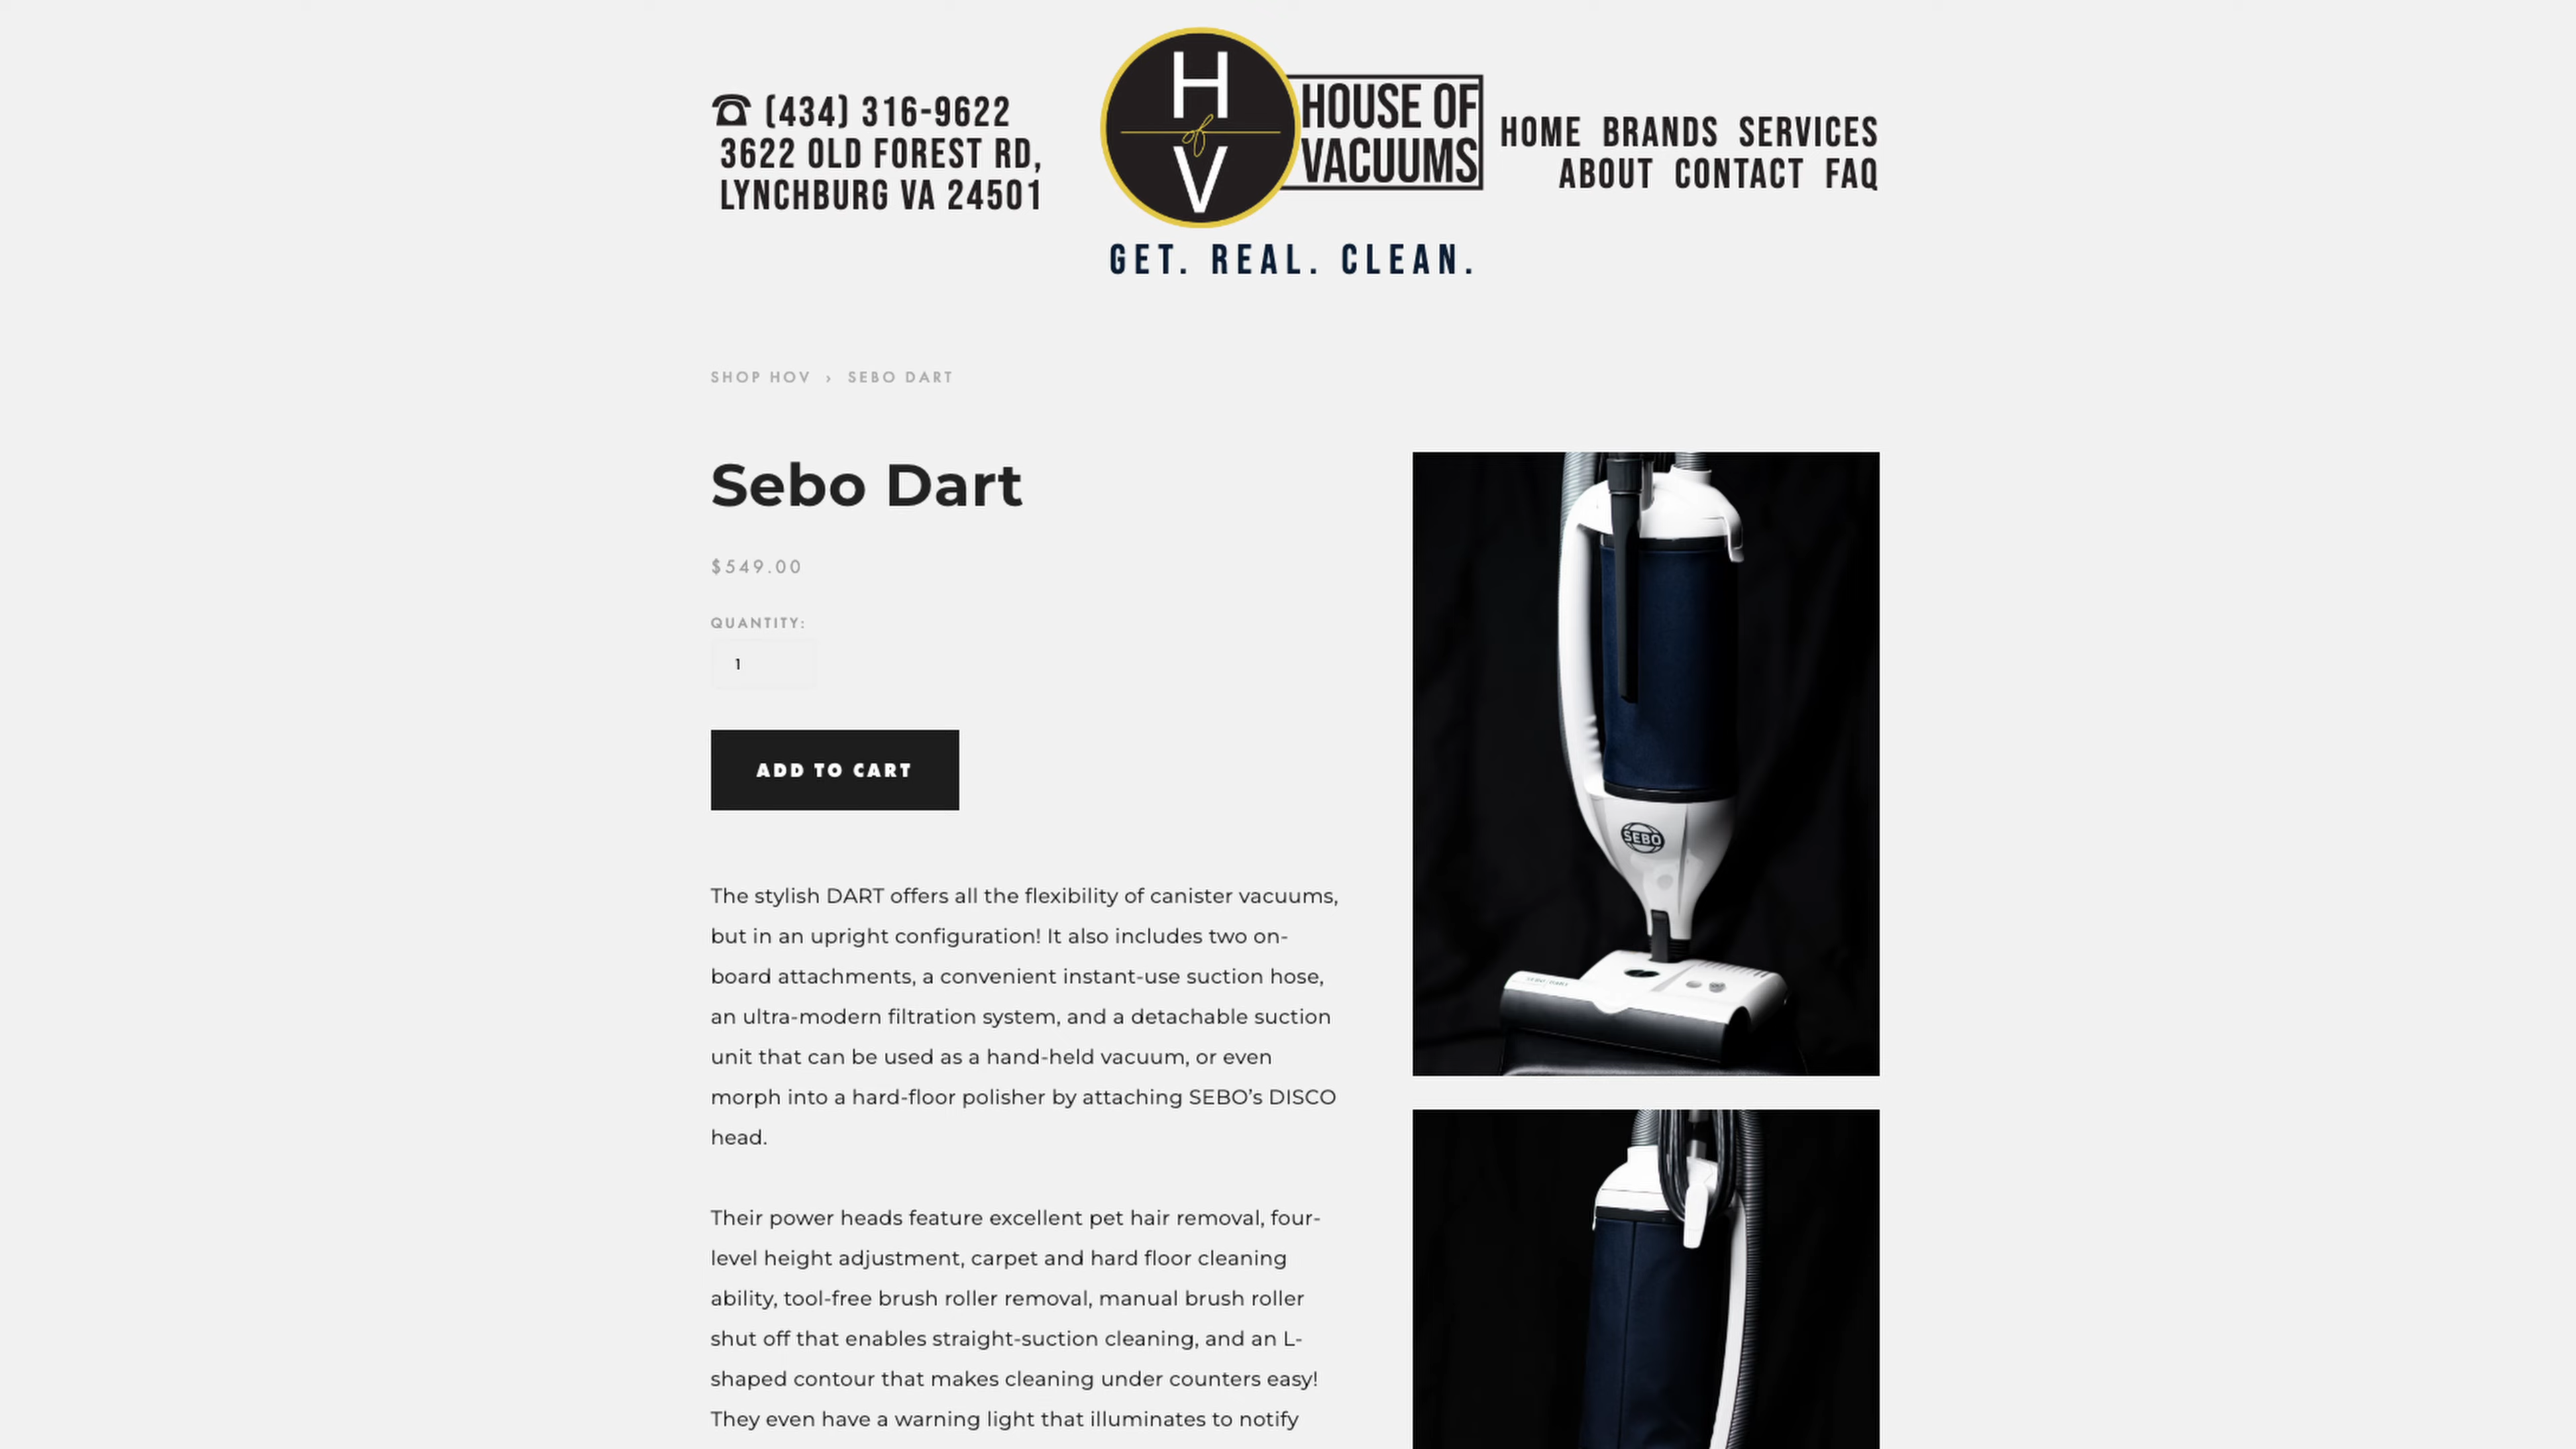 (434) 316-9622
3622 OLD FOREST RD,
LYNCHBURG VA 24501
H
of
V
HOUSE OF
VACUUMS
GET. REAL. CLEAN.
HOME BRANDS SERVICES
ABOUT CONTACT FAQ
SHOP HOV › SEBO DART
Sebo Dart
$549.00
QUANTITY:
1
ADD TO CART
The stylish DART offers all the flexibility of canister vacuums,
but in an upright configuration! It also includes two on-
board attachments, a convenient instant-use suction hose,
an ultra-modern filtration system, and a detachable suction
unit that can be used as a hand-held vacuum, or even
morph into a hard-floor polisher by attaching SEBO’s DISCO
head.
Their power heads feature excellent pet hair removal, four-
level height adjustment, carpet and hard floor cleaning
ability, tool-free brush roller removal, manual brush roller
shut off that enables straight-suction cleaning, and an L-
shaped contour that makes cleaning under counters easy!
They even have a warning light that illuminates to notify
SEBO
SEBO DART